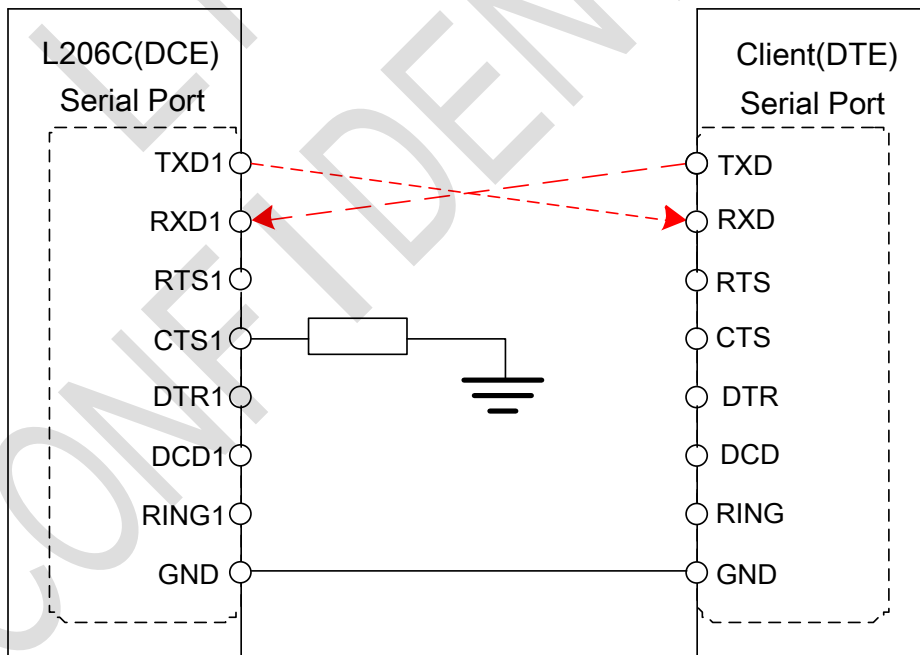 L206C(DCE)
Serial Port
TXD1
RXD1
RTS1
CTS1
DTR1
DCD1
RING1
GND
Client(DTE)
Serial Port
TXD
RXD
RTS
CTS
DTR
DCD
RING
GND
CONFIDEN